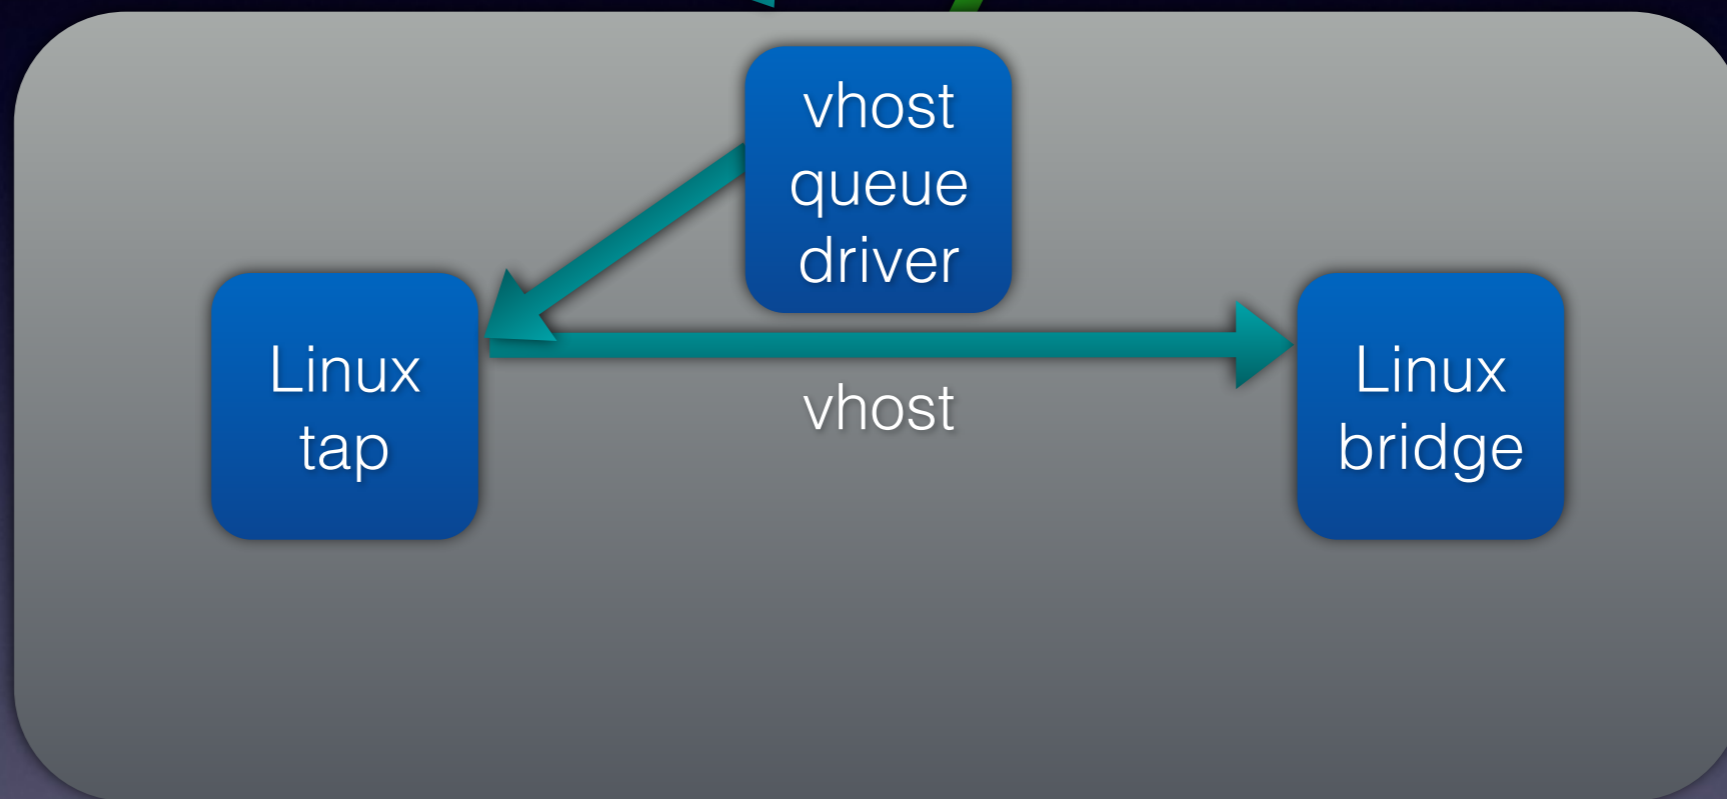 vhost
queue
driver
Linux
tap
vhost
Linux
bridge